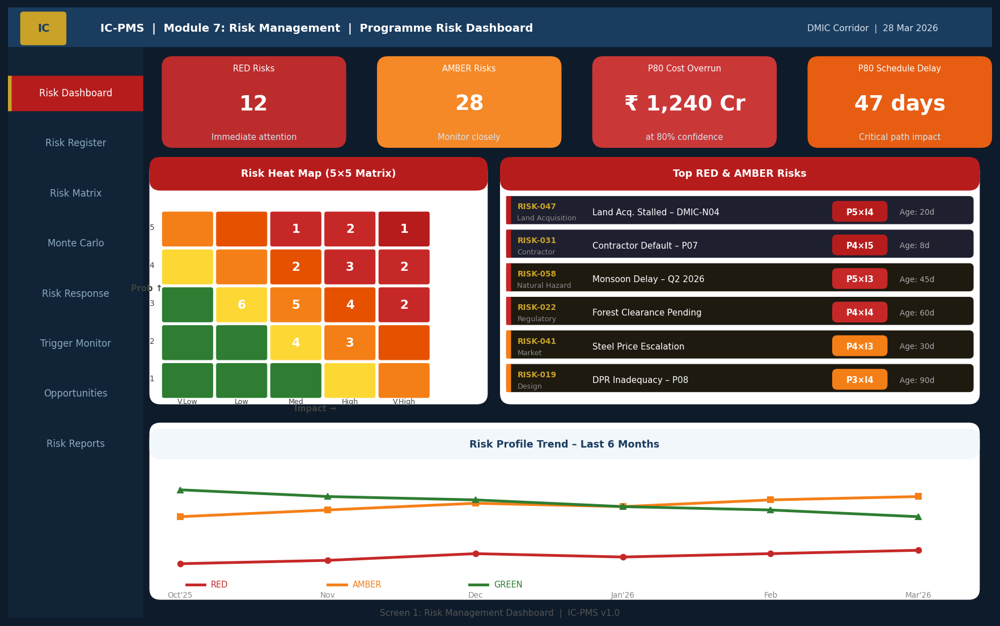 IC
IC-PMS | Module 7: Risk Management | Programme Risk Dashboard
DMIC Corridor | 28 Mar 2026
Risk Dashboard
Risk Register
Risk Matrix
Monte Carlo
Risk Response
Trigger Monitor
Opportunities
Risk Reports
RED Risks
12
Immediate attention
AMBER Risks
28
Monitor closely
P80 Cost Overrun
₹ 1,240 Cr
at 80% confidence
P80 Schedule Delay
47 days
Critical path impact
Risk Heat Map (5×5 Matrix)
5 1 2 1
4 2 3 2
Prob ↑
3 6 5 4 2
2 4 3
1
V.Low Low Med High V.High
Impact →
Top RED & AMBER Risks
RISK-047
Land Acquisition
Land Acq. Stalled – DMIC-N04
P5×I4
Age: 20d
RISK-031
Contractor
Contractor Default – P07
P4×I5
Age: 8d
RISK-058
Natural Hazard
Monsoon Delay – Q2 2026
P5×I3
Age: 45d
RISK-022
Regulatory
Forest Clearance Pending
P4×I4
Age: 60d
RISK-041
Market
Steel Price Escalation
P4×I3
Age: 30d
RISK-019
Design
DPR Inadequacy – P08
P3×I4
Age: 90d
Risk Profile Trend – Last 6 Months
RED AMBER GREEN
Oct'25 Nov Dec Jan'26 Feb Mar'26
Screen 1: Risk Management Dashboard | IC-PMS v1.0